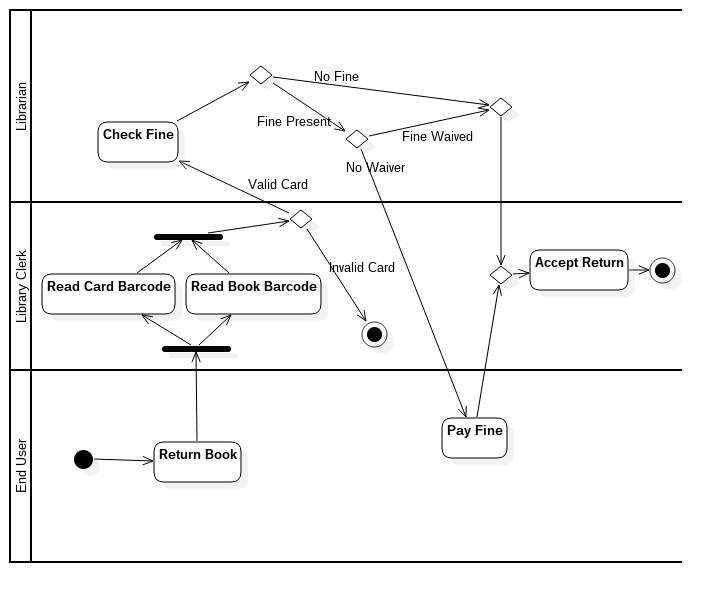 Librarian
No Fine
Fine Present
Check Fine
Fine Waived
No Waiver
Valid Card
Library Clerk
Accept Return
Invalid Card
Read Card Barcode
Read Book Barcode
End User
Pay Fine
Return Book